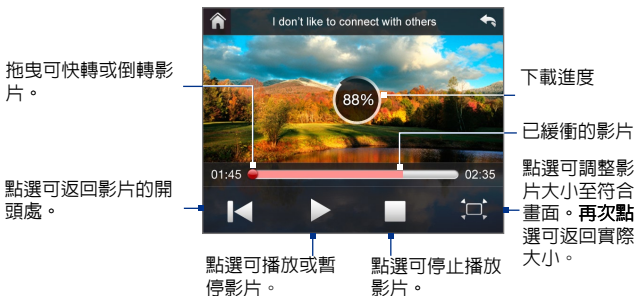 I don't like to connect with others
拖曳可快轉或倒轉影
片。
88%
下載進度
已緩衝的影片
01:45
02:35
點選可返回影片的開
頭處。
點選可調整影
片大小至符合
畫面。再次點
選可返回實際
大小。
點選可播放或暫
停影片。
點選可停止播放
影片。